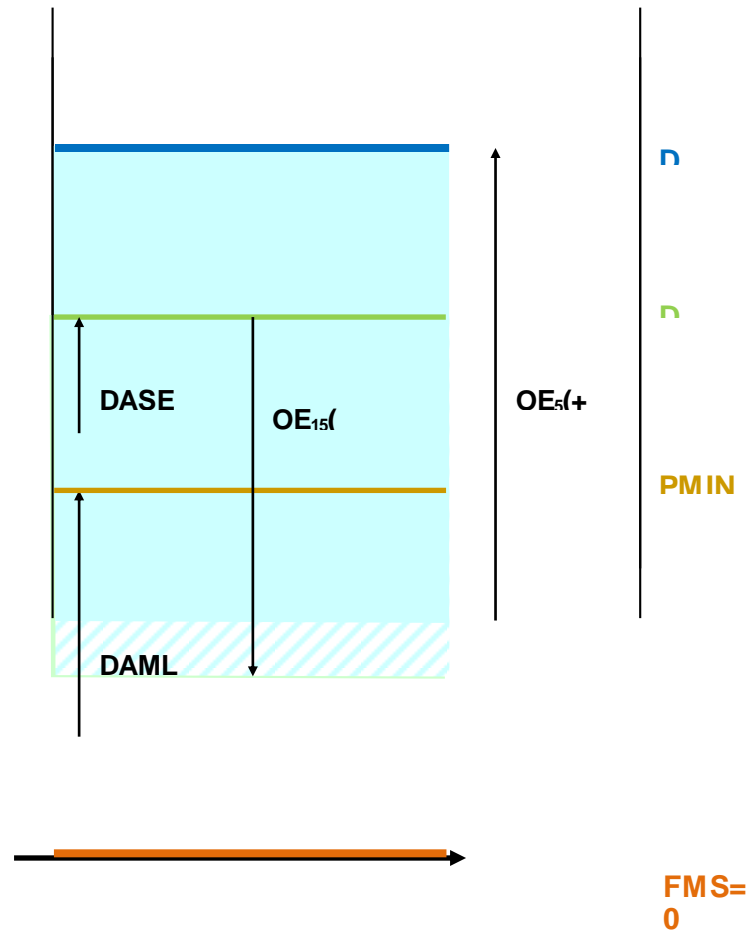 D
D
DASE
OE₁₅(
OE₅(+
PMIN
DAML
FMS=
0